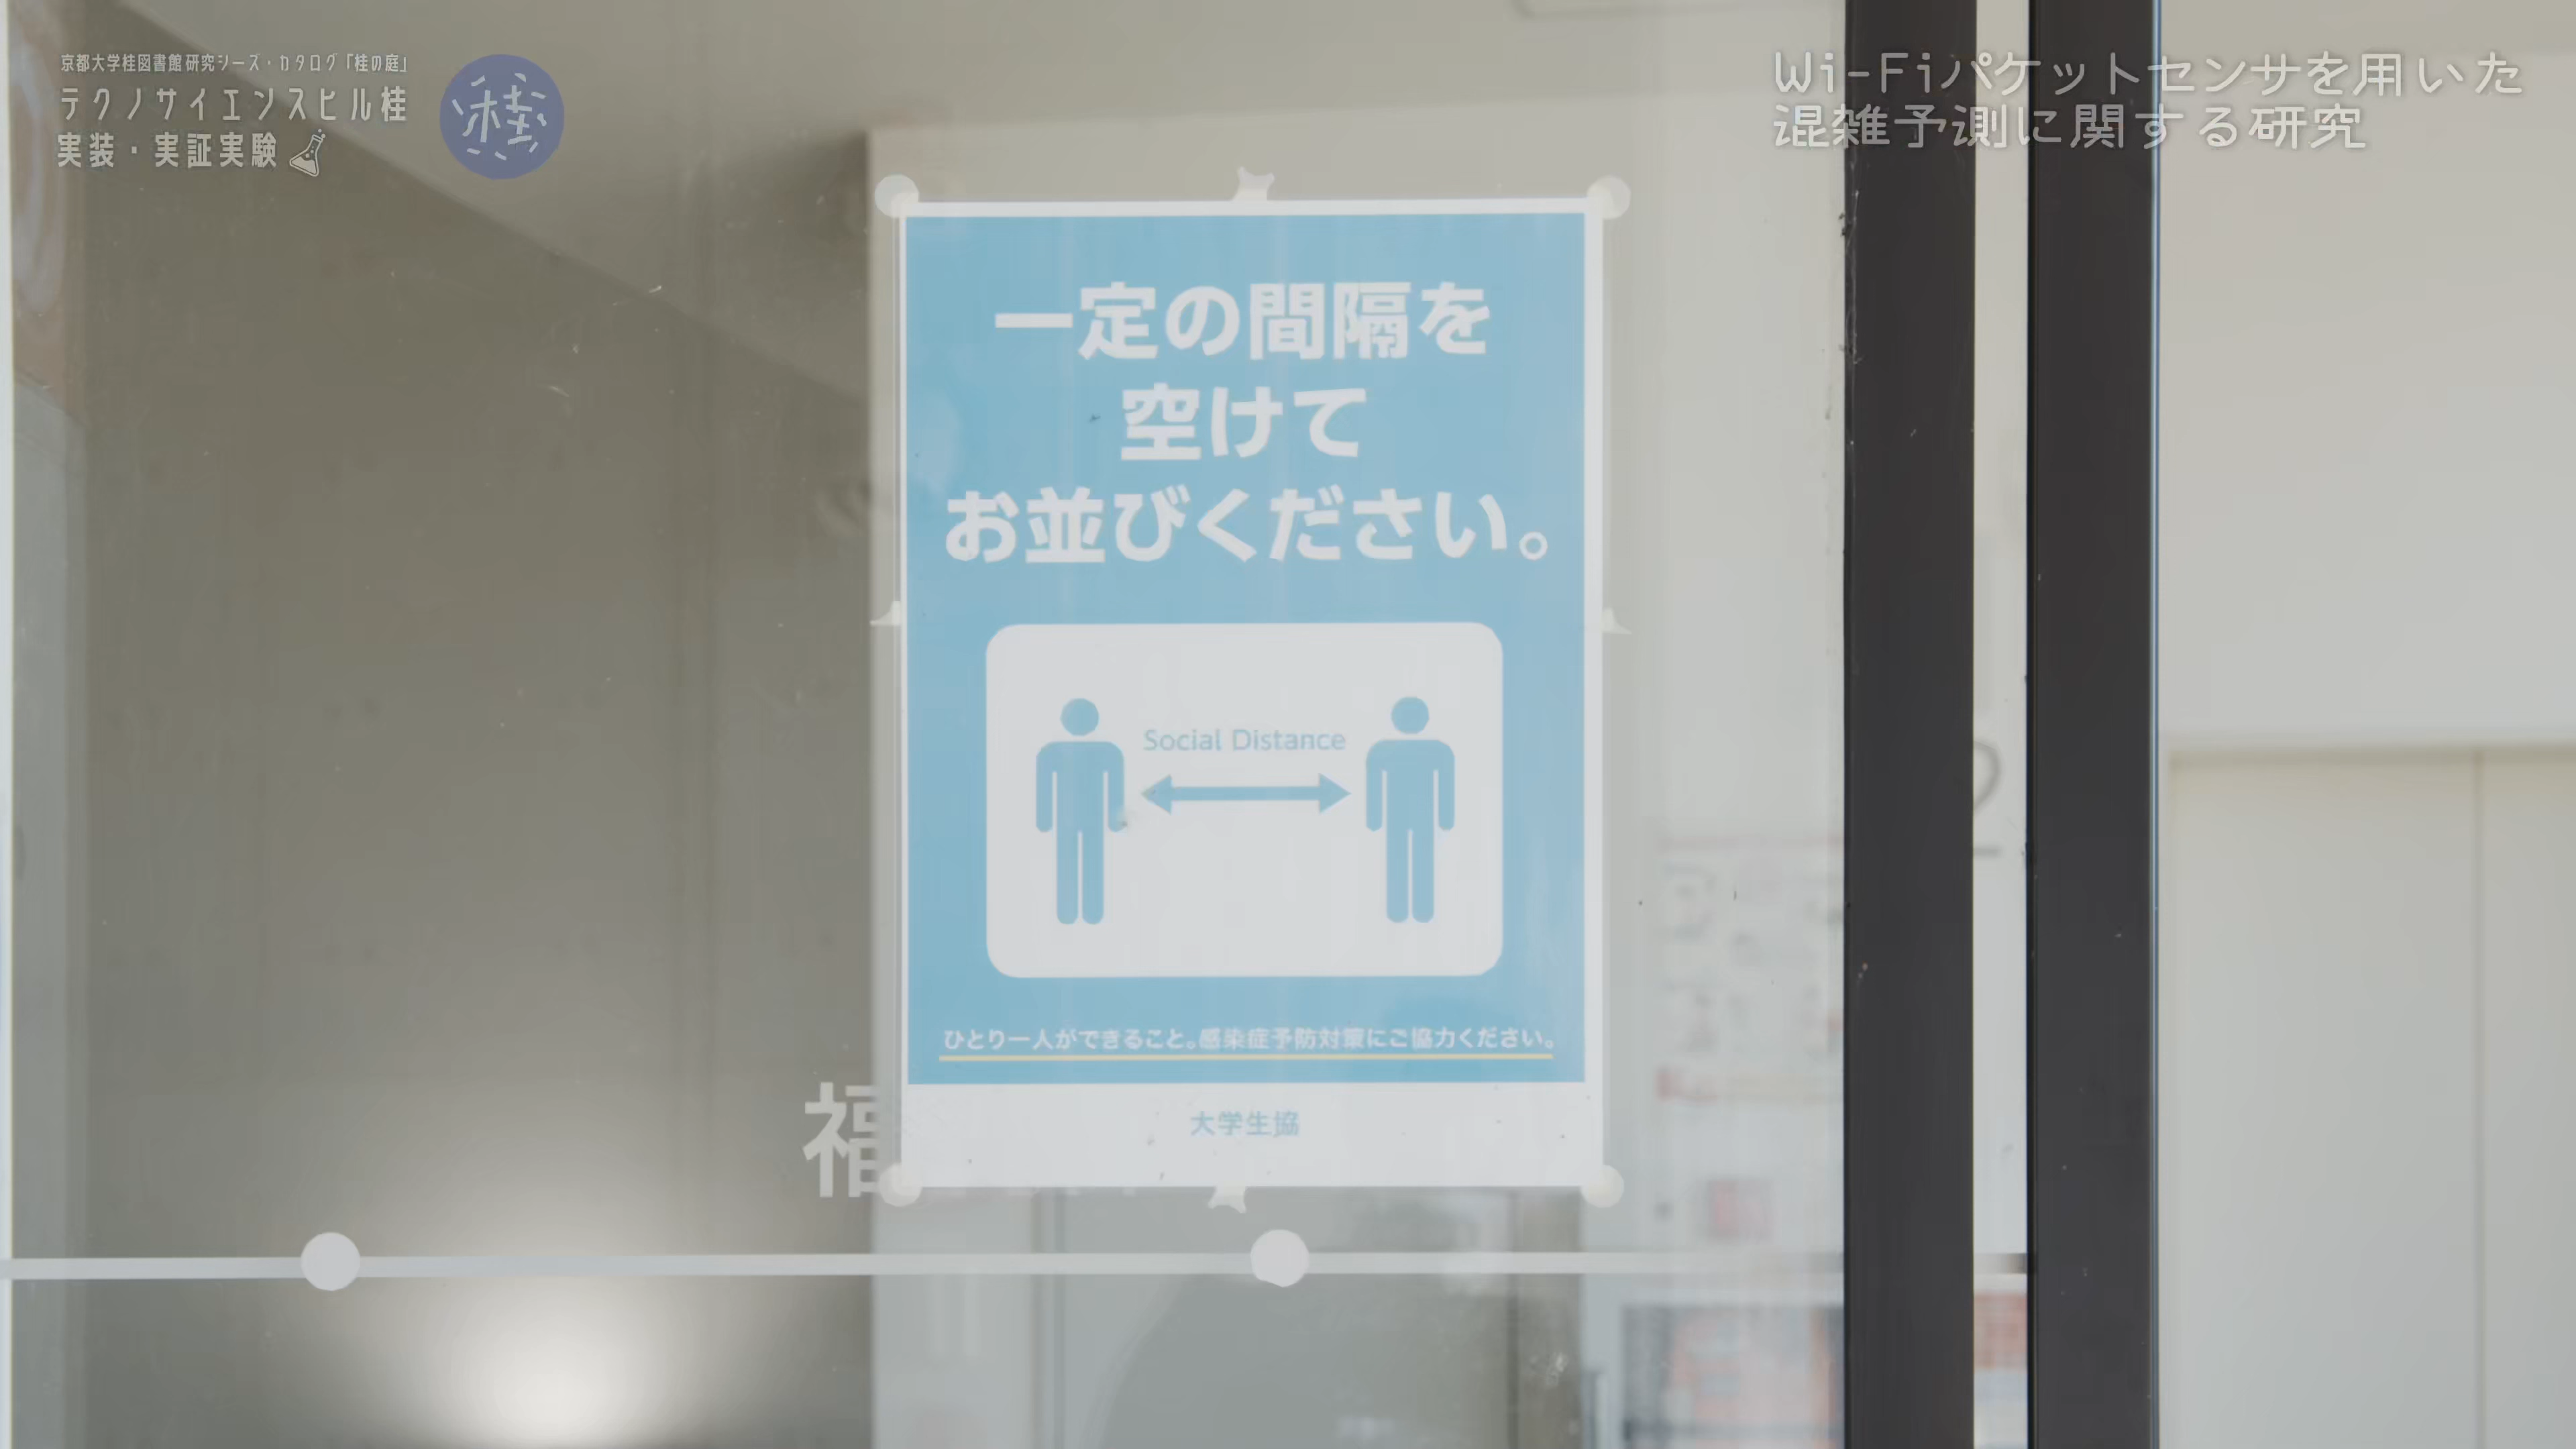 京都大学桂図書館研究シーズ・カタログ「桂の庭」
テクノサイエンスヒル桂
実装・実証実験
桂
Wi-Fiパケットセンサを用いた
混雑予測に関する研究
一定の間隔を
空けて
お並びください。
Social Distance
ひとり一人ができること。感染症予防対策にご協力ください。
大学生協
福
2